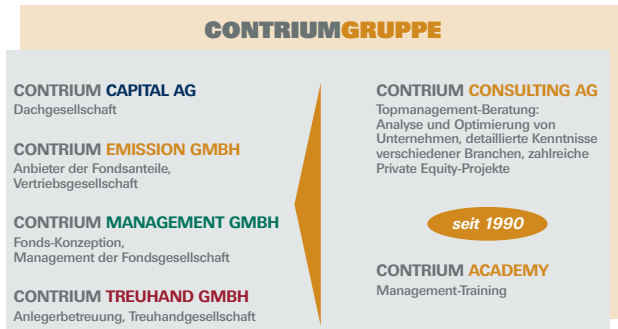 CONTRIUMGRUPPE
CONTRIUM CAPITAL AG
Dachgesellschaft
CONTRIUM EMISSION GMBH
Anbieter der Fondsanteile,
Vertriebsgesellschaft
CONTRIUM MANAGEMENT GMBH
Fonds-Konzeption,
Management der Fondsgesellschaft
CONTRIUM TREUHAND GMBH
Anlegerbetreuung, Treuhandgesellschaft
CONTRIUM CONSULTING AG
Topmanagement-Beratung:
Analyse und Optimierung von
Unternehmen, detaillierte Kenntnisse
verschiedener Branchen, zahlreiche
Private Equity-Projekte
seit 1990
CONTRIUM ACADEMY
Management-Training